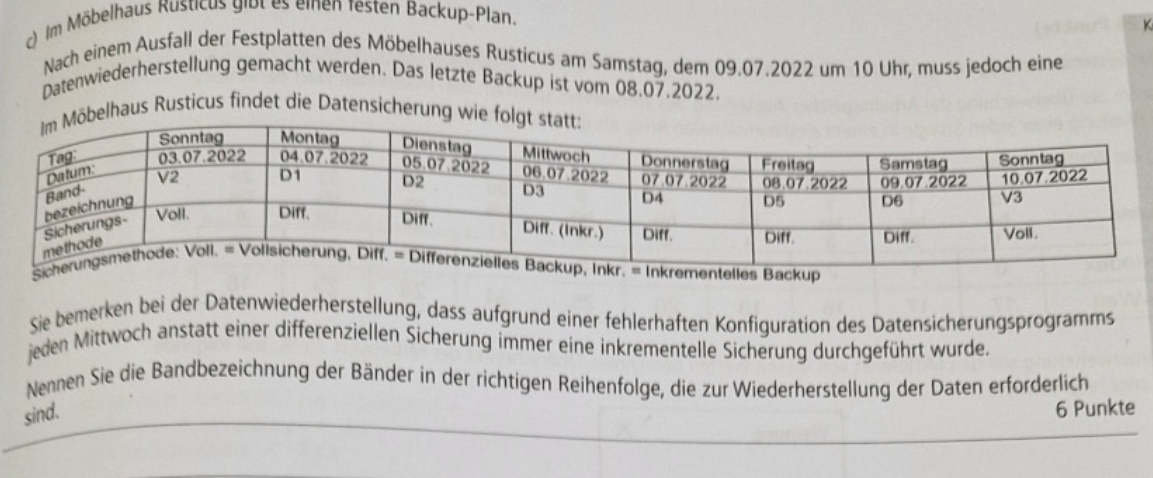 c) Im Möbelhaus Rusticus gibt es einen festen Backup-Plan.
Nach einem Ausfall der Festplatten des Möbelhauses Rusticus am Samstag, dem 09.07.2022 um 10 Uhr, muss jedoch eine
Datenwiederherstellung gemacht werden. Das letzte Backup ist vom 08.07.2022.
Im Möbelhaus Rusticus findet die Datensicherung wie folgt statt:
Tag: Sonntag Montag Dienstag Mittwoch Donnerstag Freitag Samstag Sonntag
Datum: 03.07.2022 04.07.2022 05.07.2022 06.07.2022 07.07.2022 08.07.2022 09.07.2022 10.07.2022
Band- V2 D1 D2 D3 D4 D5 D6 V3
bezeichnung
Sicherungs- Voll. Diff. Diff. Diff. (Inkr.) Diff. Diff. Diff. Voll.
methode
Sicherungsmethode: Voll. = Vollsicherung, Diff. = Differenzielles Backup, Inkr. = Inkrementelles Backup
Sie bemerken bei der Datenwiederherstellung, dass aufgrund einer fehlerhaften Konfiguration des Datensicherungsprogramms
jeden Mittwoch anstatt einer differenziellen Sicherung immer eine inkrementelle Sicherung durchgeführt wurde.
Nennen Sie die Bandbezeichnung der Bänder in der richtigen Reihenfolge, die zur Wiederherstellung der Daten erforderlich
sind.
6 Punkte